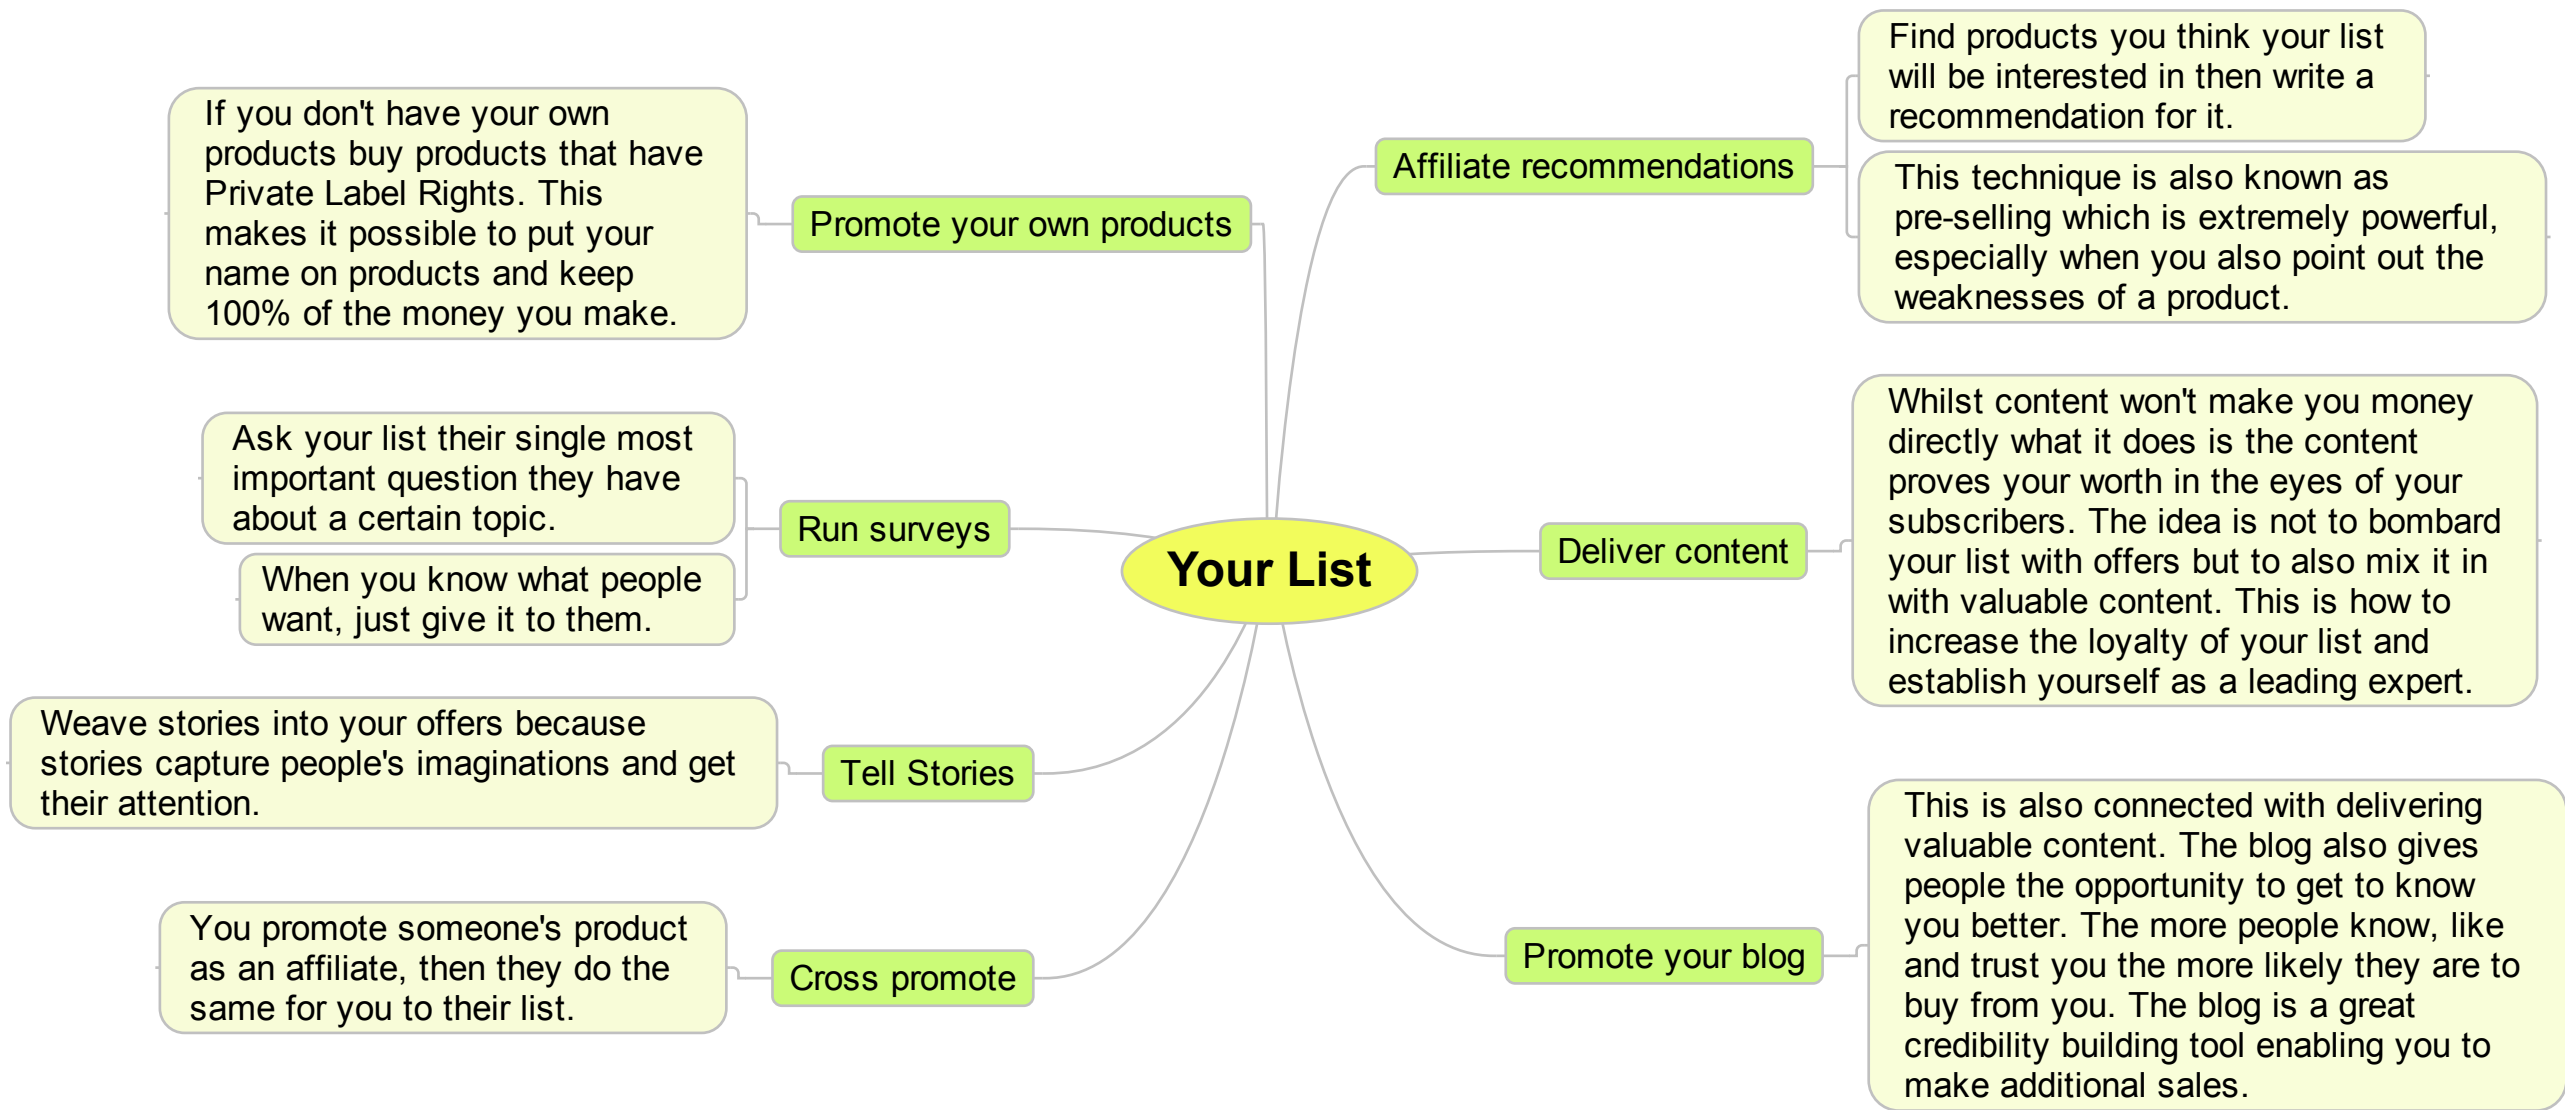 Your List
Affiliate recommendations
Find products you think your list
will be interested in then write a
recommendation for it.
This technique is also known as
pre-selling which is extremely powerful,
especially when you also point out the
weaknesses of a product.
Deliver content
Whilst content won't make you money
directly what it does is the content
proves your worth in the eyes of your
subscribers. The idea is not to bombard
your list with offers but to also mix it in
with valuable content. This is how to
increase the loyalty of your list and
establish yourself as a leading expert.
Promote your blog
This is also connected with delivering
valuable content. The blog also gives
people the opportunity to get to know
you better. The more people know, like
and trust you the more likely they are to
buy from you. The blog is a great
credibility building tool enabling you to
make additional sales.
Promote your own products
If you don't have your own
products buy products that have
Private Label Rights. This
makes it possible to put your
name on products and keep
100% of the money you make.
Run surveys
Ask your list their single most
important question they have
about a certain topic.
When you know what people
want, just give it to them.
Tell Stories
Weave stories into your offers because
stories capture people's imaginations and get
their attention.
Cross promote
You promote someone's product
as an affiliate, then they do the
same for you to their list.